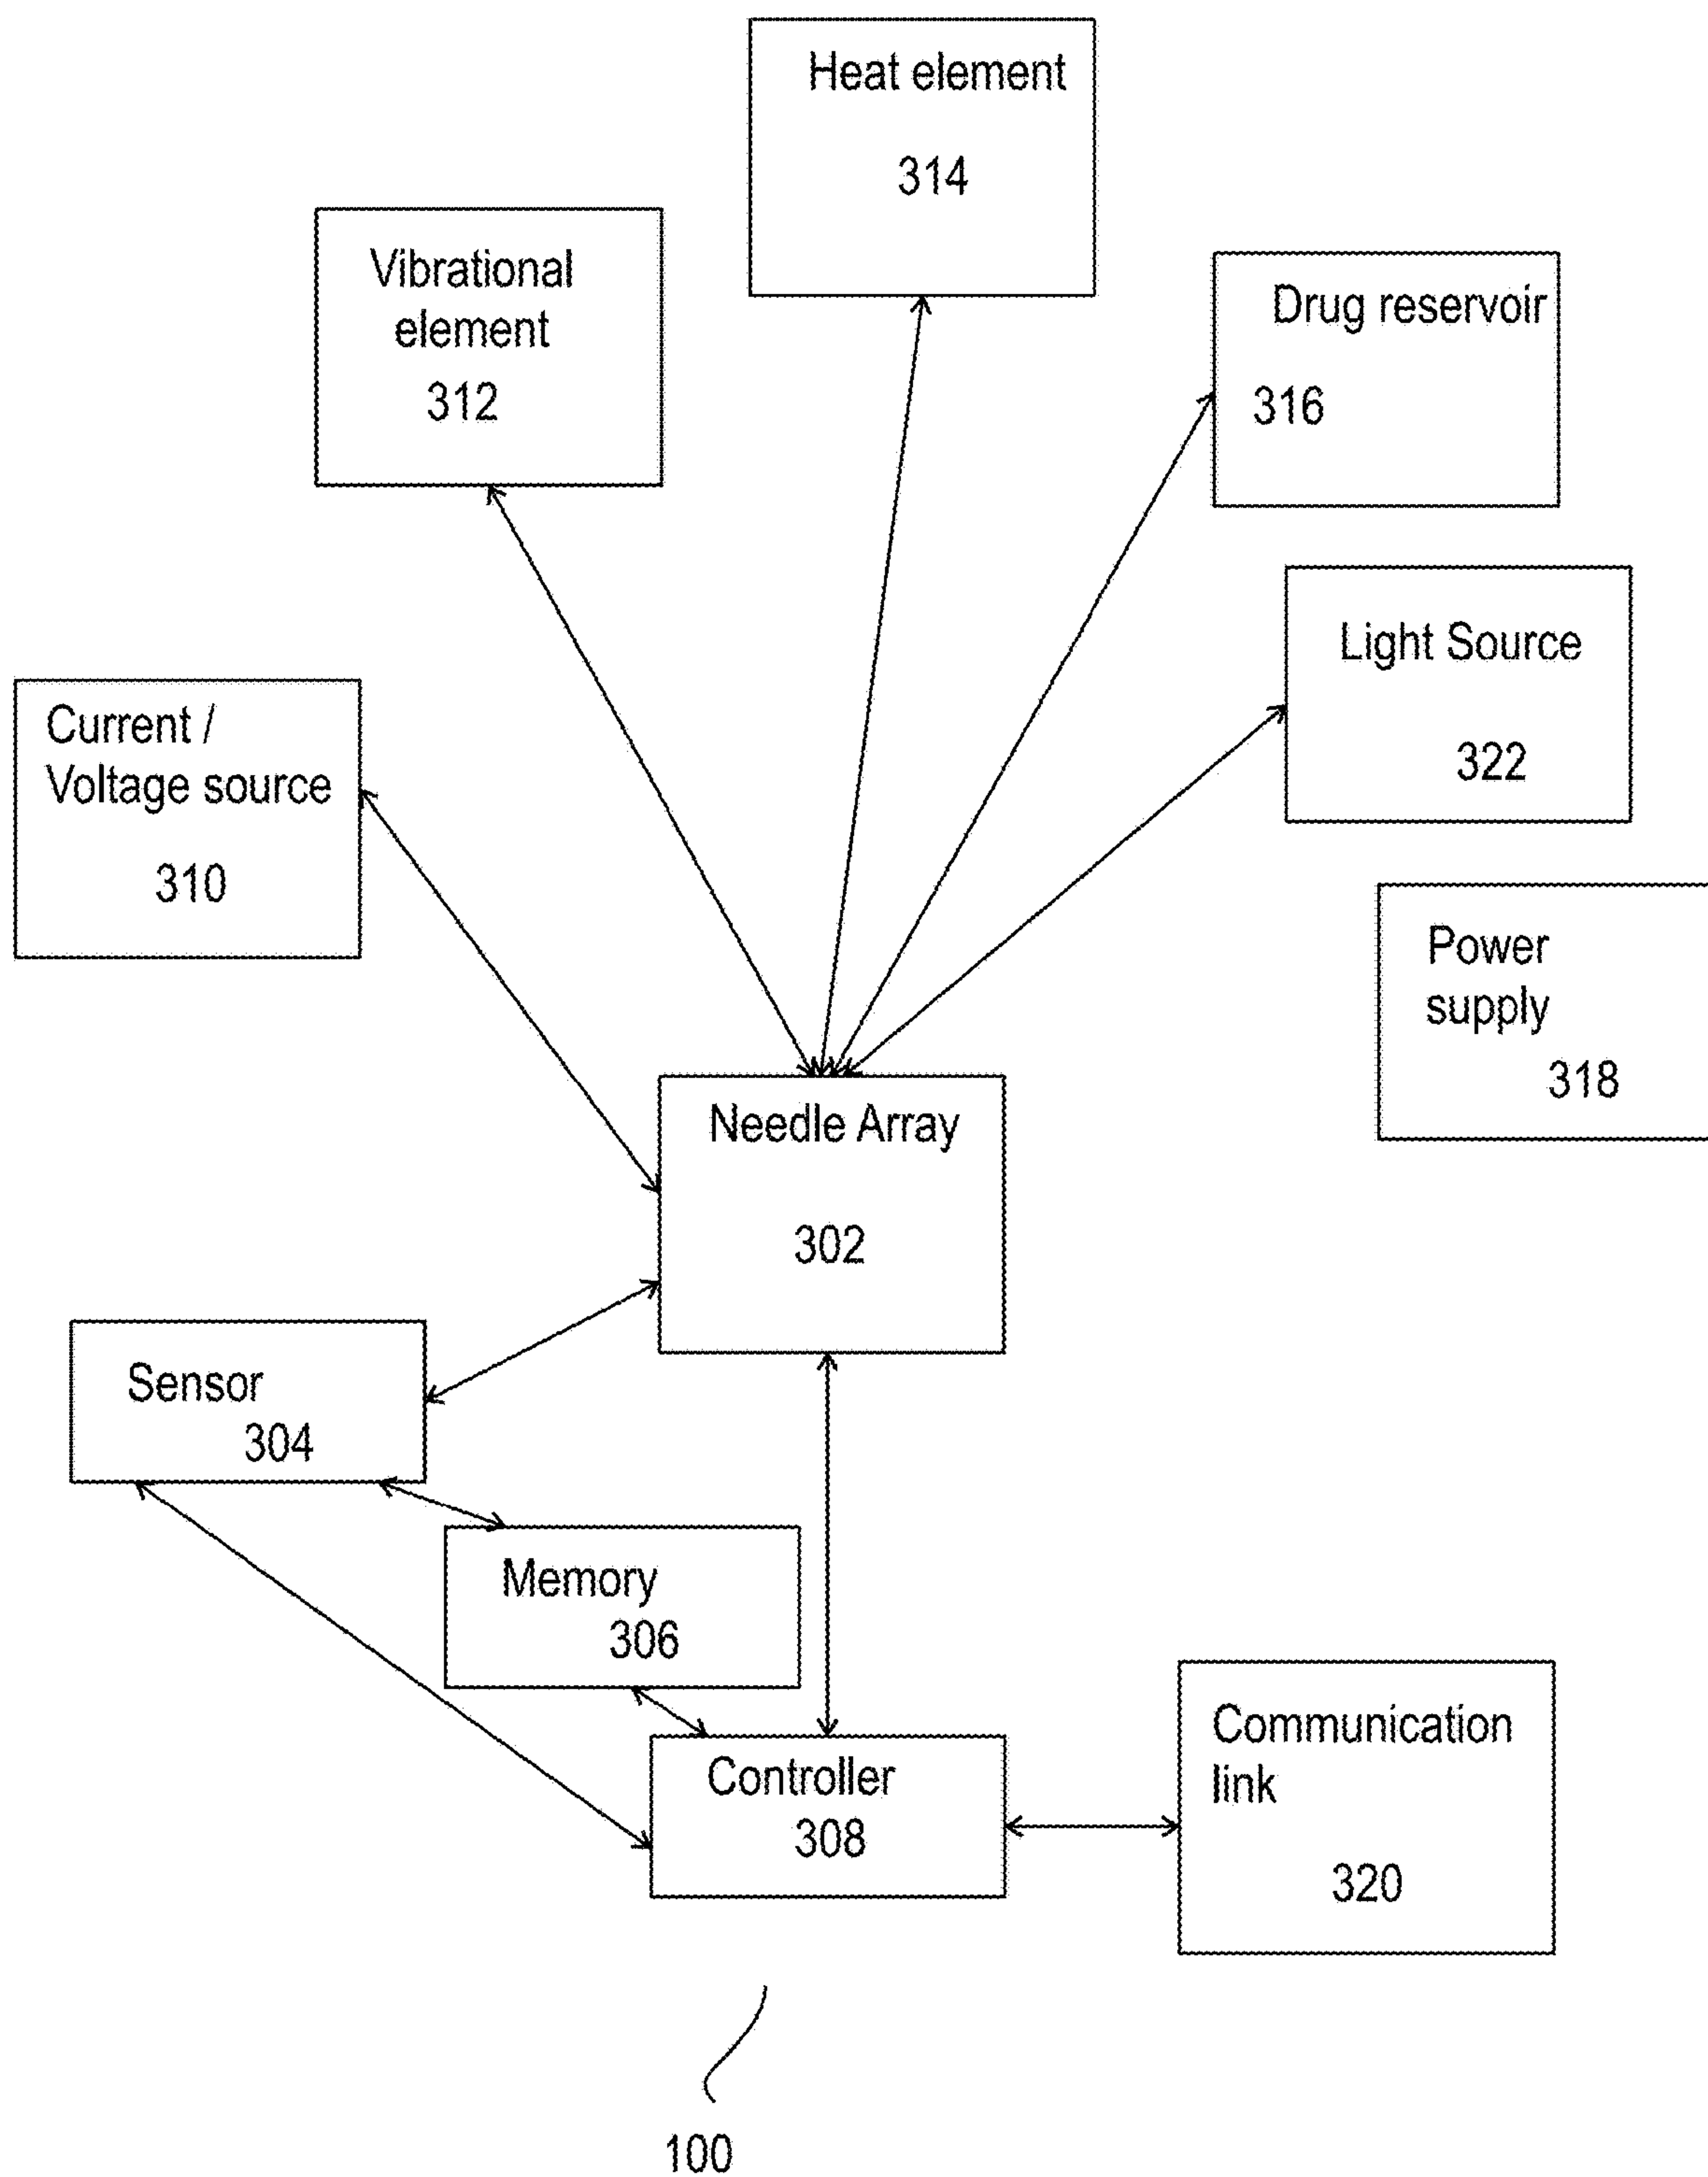 Heat element
314
Vibrational
element
312
Drug reservoir
316
Light Source
322
Current /
Voltage source
310
Power
supply
318
Needle Array
302
Sensor
304
Memory
306
Controller
308
Communication
link
320
100